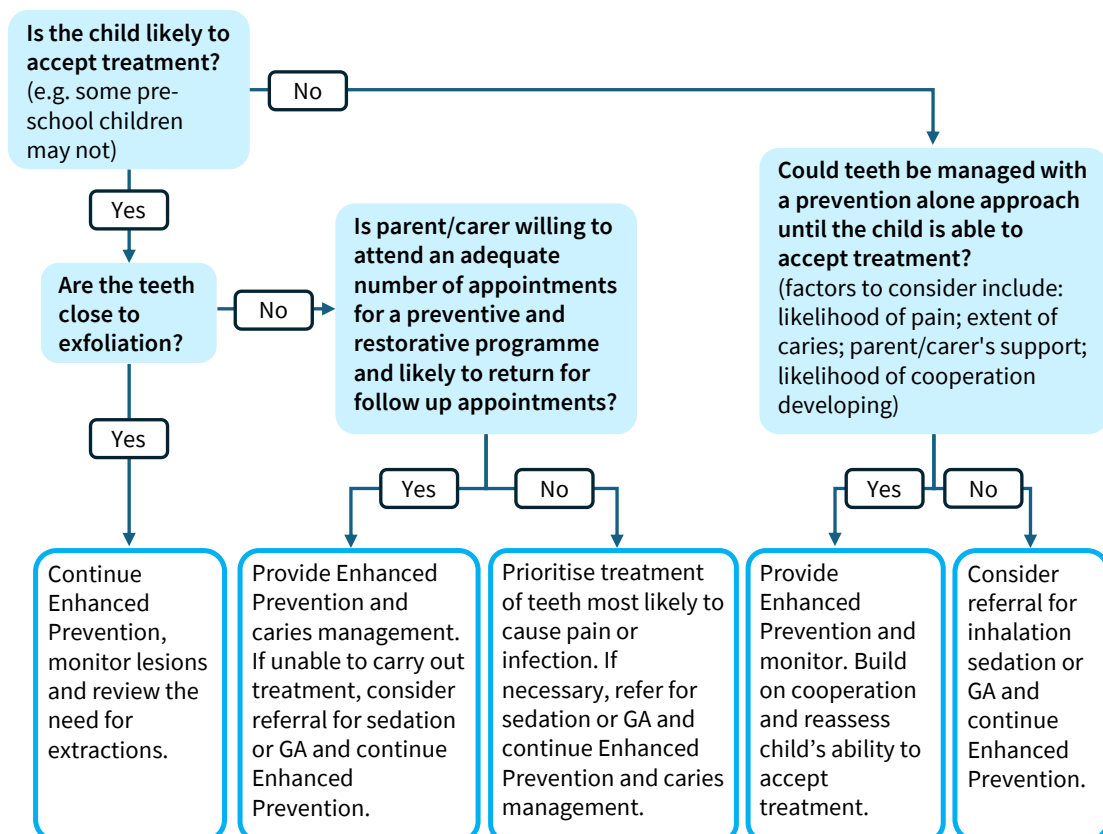 Is the child likely to
accept treatment?
(e.g. some pre-
school children
may not)
No
Yes
Are the teeth
close to
exfoliation?
No
Is parent/carer willing to
attend an adequate
number of appointments
for a preventive and
restorative programme
and likely to return for
follow up appointments?
Could teeth be managed with
a prevention alone approach
until the child is able to
accept treatment?
(factors to consider include:
likelihood of pain; extent of
caries; parent/carer's support;
likelihood of cooperation
developing)
Yes
Yes
No
Yes
No
Continue
Enhanced
Prevention,
monitor lesions
and review the
need for
extractions.
Provide Enhanced
Prevention and
caries management.
If unable to carry out
treatment, consider
referral for sedation
or GA and continue
Enhanced
Prevention.
Prioritise treatment
of teeth most likely to
cause pain or
infection. If
necessary, refer for
sedation or GA and
continue Enhanced
Prevention and caries
management.
Provide
Enhanced
Prevention and
monitor. Build
on cooperation
and reassess
child’s ability to
accept
treatment.
Consider
referral for
inhalation
sedation or
GA and
continue
Enhanced
Prevention.